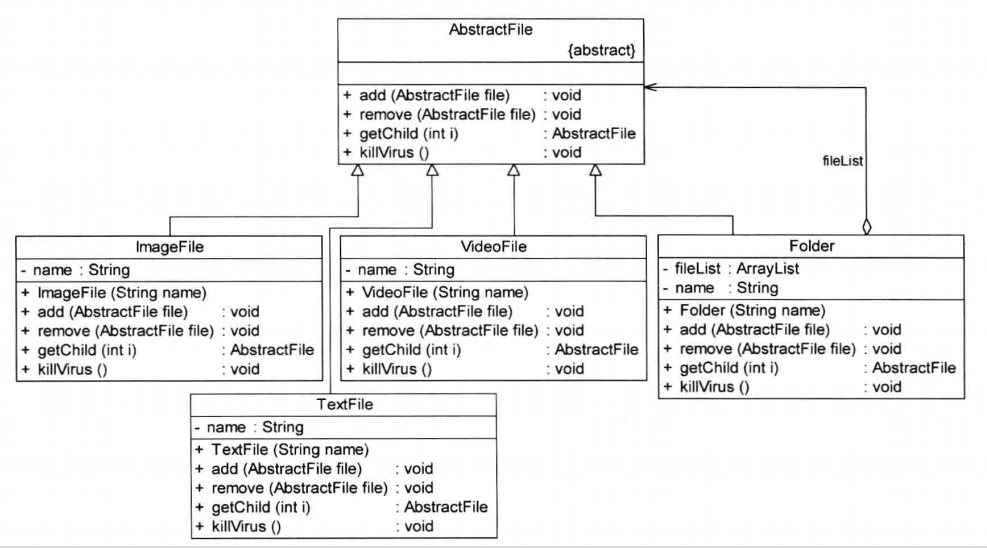 AbstractFile
{abstract}
+ add (AbstractFile file) : void
+ remove (AbstractFile file) : void
+ getChild (int i) : AbstractFile
+ killVirus () : void
fileList
ImageFile
- name : String
+ ImageFile (String name)
+ add (AbstractFile file) : void
+ remove (AbstractFile file) : void
+ getChild (int i) : AbstractFile
+ killVirus () : void
VideoFile
- name : String
+ VideoFile (String name)
+ add (AbstractFile file) : void
+ remove (AbstractFile file) : void
+ getChild (int i) : AbstractFile
+ killVirus () : void
Folder
- fileList : ArrayList
- name : String
+ Folder (String name)
+ add (AbstractFile file) : void
+ remove (AbstractFile file) : void
+ getChild (int i) : AbstractFile
+ killVirus () : void
TextFile
- name : String
+ TextFile (String name)
+ add (AbstractFile file) : void
+ remove (AbstractFile file) : void
+ getChild (int i) : AbstractFile
+ killVirus () : void